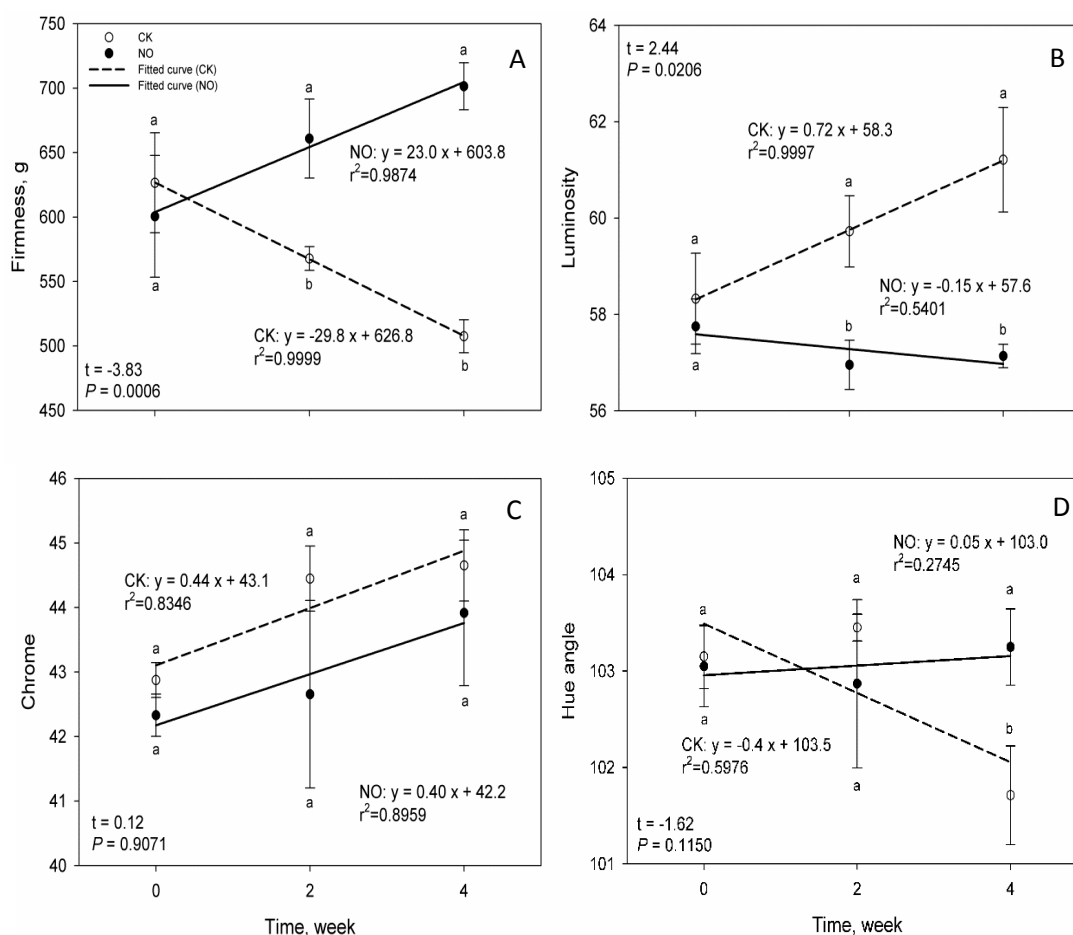 CK
NO
Fitted curve (CK)
Fitted curve (NO)
A
750
700
650
600
550
500
450
Firmness, g
a
a
a
a
b
b
NO: y = 23.0 x + 603.8
r²=0.9874
CK: y = -29.8 x + 626.8
r²=0.9999
t = -3.83
P = 0.0006
B
64
62
60
58
56
Luminosity
t = 2.44
P = 0.0206
CK: y = 0.72 x + 58.3
r²=0.9997
a
a
a
NO: y = -0.15 x + 57.6
r²=0.5401
a
b
b
C
46
45
44
43
42
41
40
Chrome
a
a
a
CK: y = 0.44 x + 43.1
r²=0.8346
a
a
a
NO: y = 0.40 x + 42.2
r²=0.8959
t = 0.12
P = 0.9071
0
2
4
Time, week
D
105
104
103
102
101
Hue angle
NO: y = 0.05 x + 103.0
r²=0.2745
a
a
a
CK: y = -0.4 x + 103.5
r²=0.5976
a
a
b
t = -1.62
P = 0.1150
0
2
4
Time, week